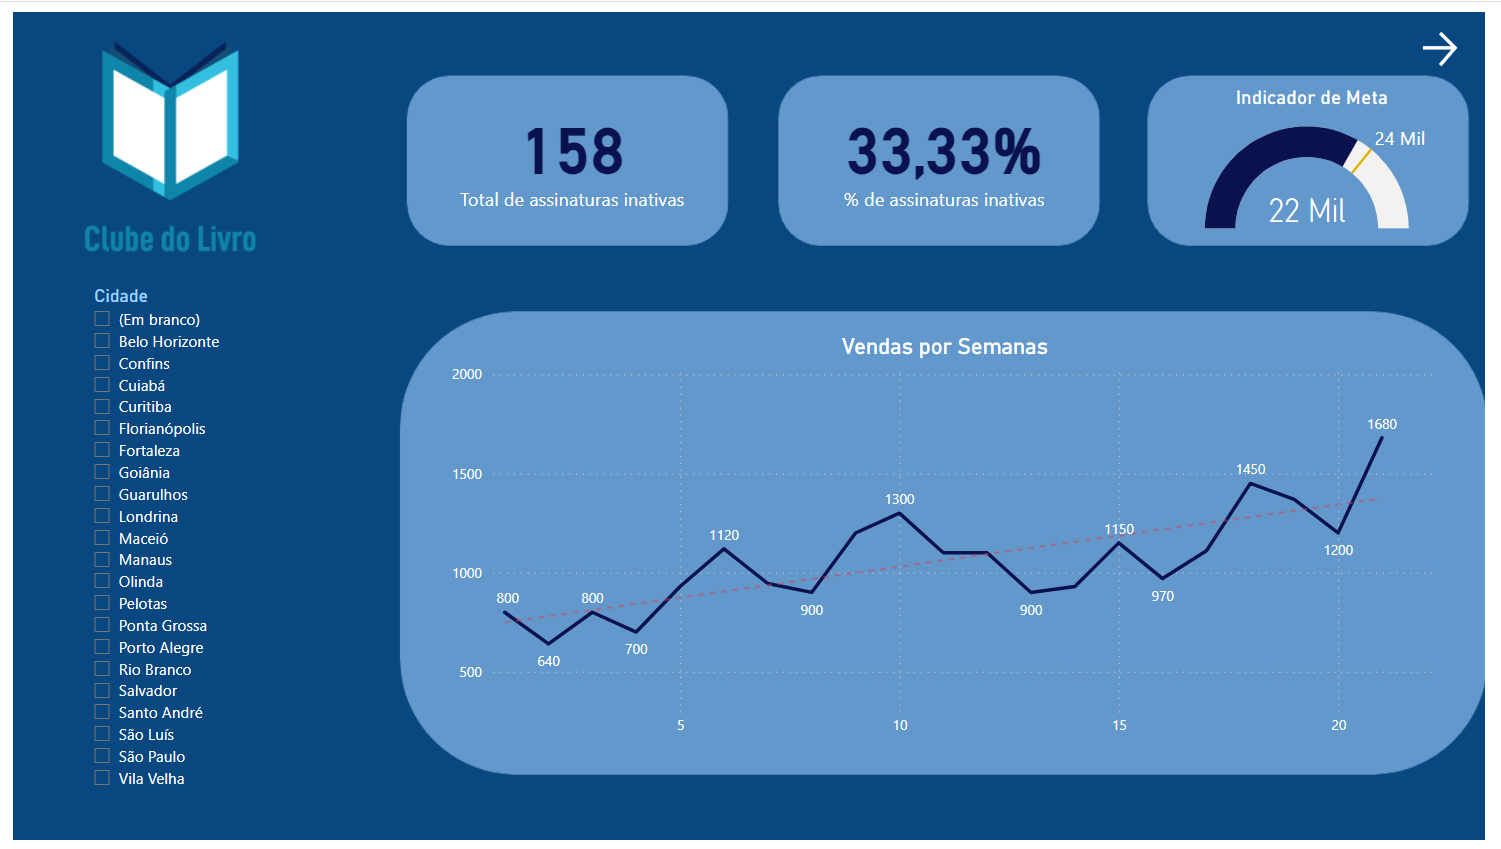 Clube do Livro
158
Total de assinaturas inativas
33,33%
% de assinaturas inativas
Indicador de Meta
24 Mil
22 Mil
Cidade
(Em branco)
Belo Horizonte
Confins
Cuiabá
Curitiba
Florianópolis
Fortaleza
Goiânia
Guarulhos
Londrina
Maceió
Manaus
Olinda
Pelotas
Ponta Grossa
Porto Alegre
Rio Branco
Salvador
Santo André
São Luís
São Paulo
Vila Velha
Vendas por Semanas
2000
1500
1000
500
800
640
800
700
1120
900
1300
900
1150
970
1450
1200
1680
5
10
15
20